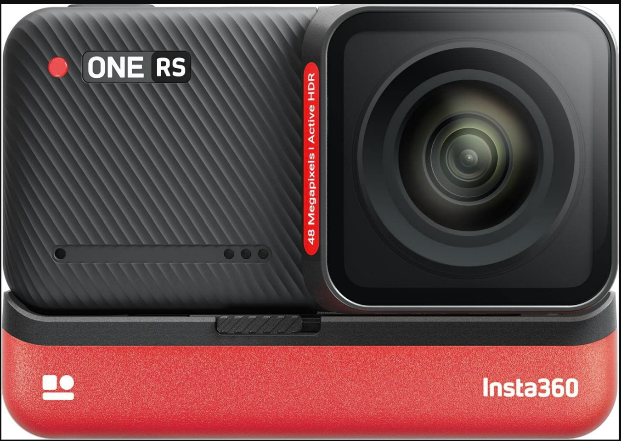 ONE RS
48 Megapixels | Active HDR
Insta360